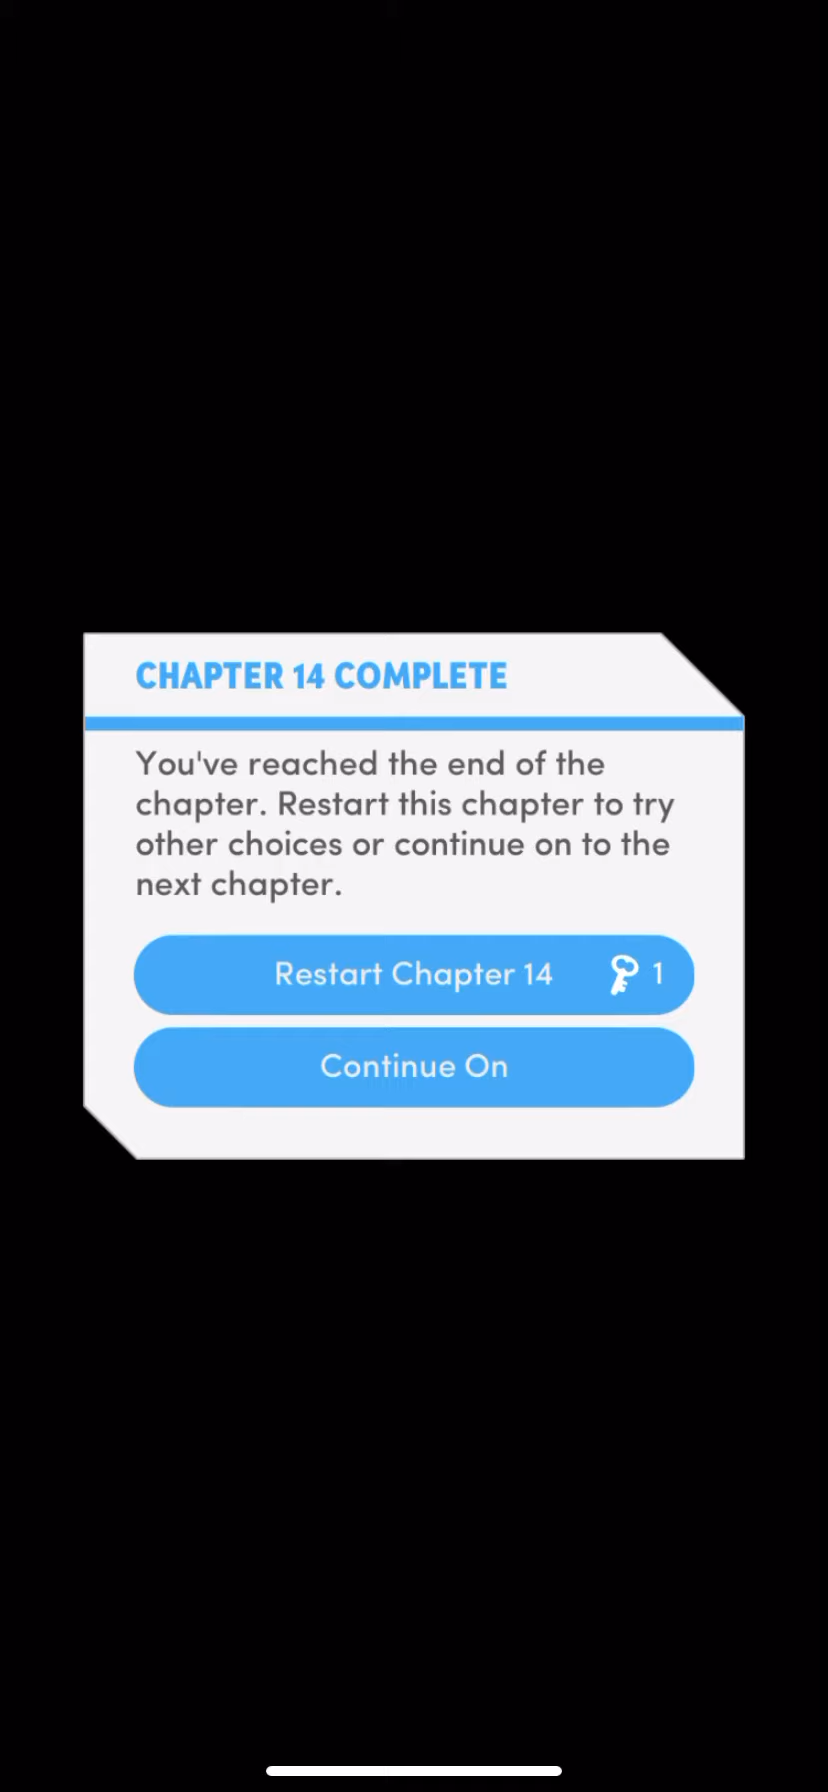 CHAPTER 14 COMPLETE
You've reached the end of the
chapter. Restart this chapter to try
other choices or continue on to the
next chapter.
Restart Chapter 14 1
Continue On